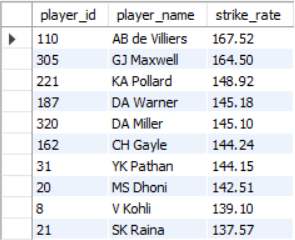 player_id player_name strike_rate
110 AB de Villiers 167.52
305 GJ Maxwell 164.50
221 KA Pollard 148.92
187 DA Warner 145.18
320 DA Miller 145.10
162 CH Gayle 144.24
31 YK Pathan 144.15
20 MS Dhoni 142.51
8 V Kohli 139.10
21 SK Raina 137.57